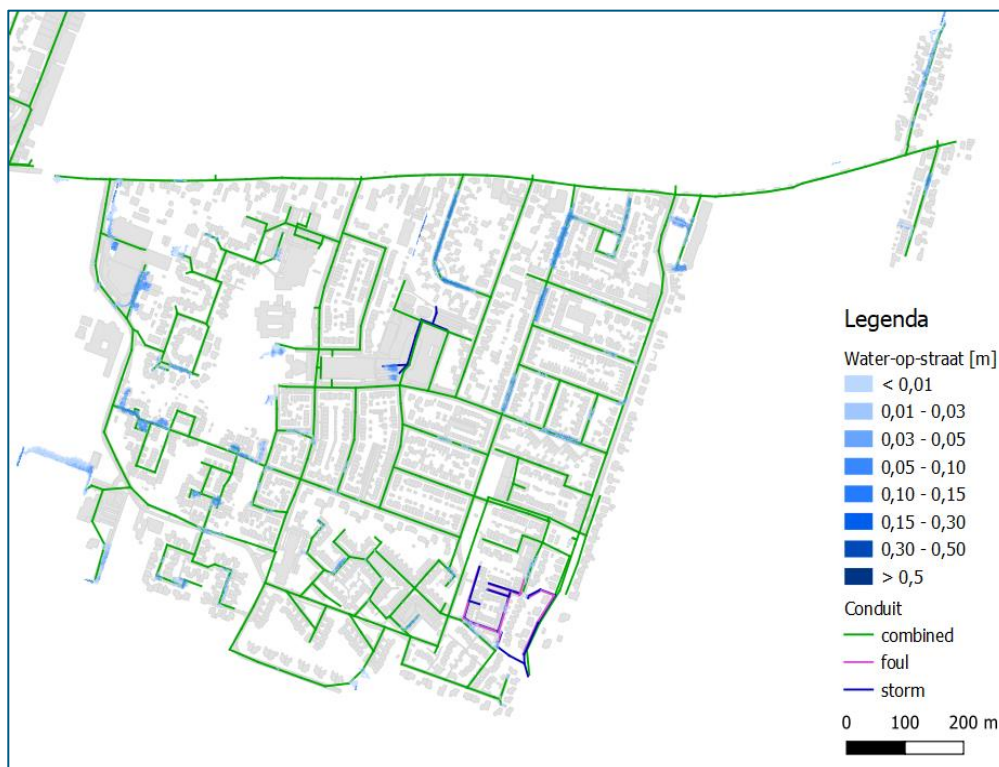 Legenda
Water-op-straat [m]
< 0,01
0,01 - 0,03
0,03 - 0,05
0,05 - 0,10
0,10 - 0,15
0,15 - 0,30
0,30 - 0,50
> 0,5
Conduit
combined
foul
storm
0 100 200 m